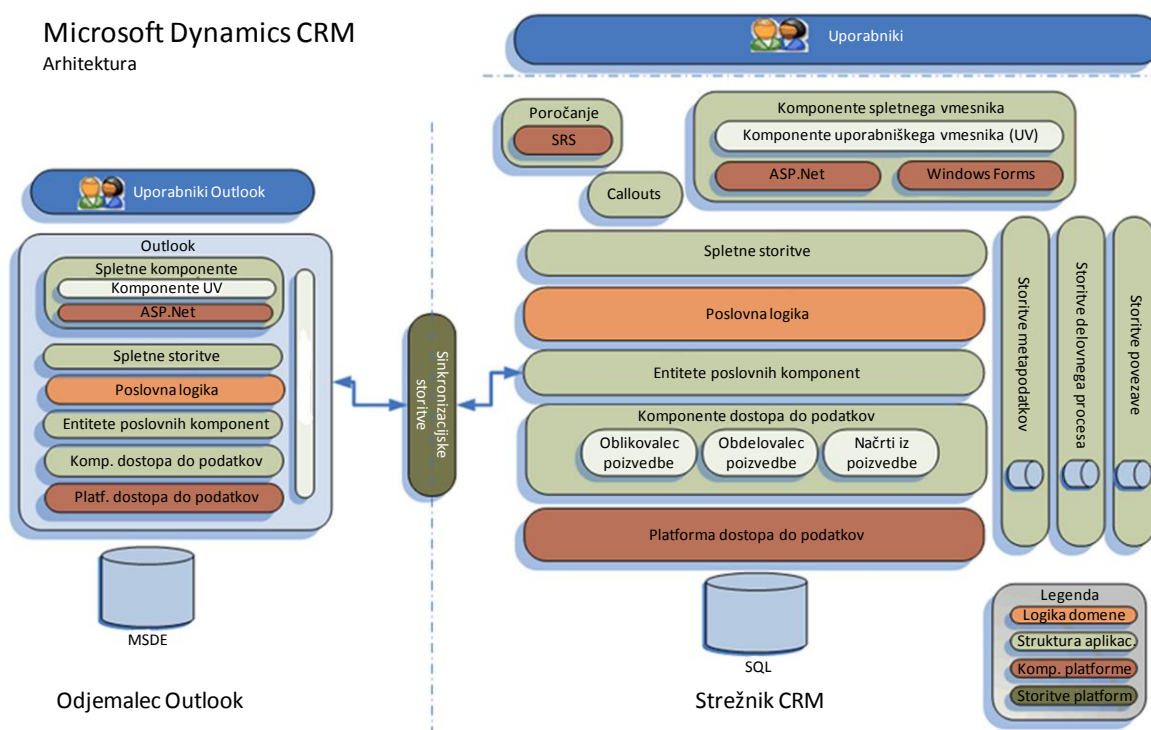 Microsoft Dynamics CRM
Arhitektura
Uporabniki
Poročanje
SRS
Callouts
Komponente spletnega vmesnika
Komponente uporabniškega vmesnika (UV)
ASP.Net
Windows Forms
Uporabniki Outlook
Outlook
Spletne komponente
Komponente UV
ASP.Net
Spletne storitve
Poslovna logika
Entitete poslovnih component
Komp. dostopa do podatkov
Platf. dostopa do podatkov
MSDE
Odjemalec Outlook
Sinkronizacijske
storitve
Spletne storitve
Poslovna logika
Entitete poslovnih component
Komponente dostopa do podatkov
Oblikovalec
poizvedbe
Obdelovalec
poizvedbe
Načrti iz
poizvedbe
Platforma dostopa do podatkov
SQL
Strežnik CRM
Storitve metapodatkov
Storitve delovnega procesa
Storitve povezave
Legenda
Logika domene
Struktura aplikac.
Komp. platforme
Storitve platform